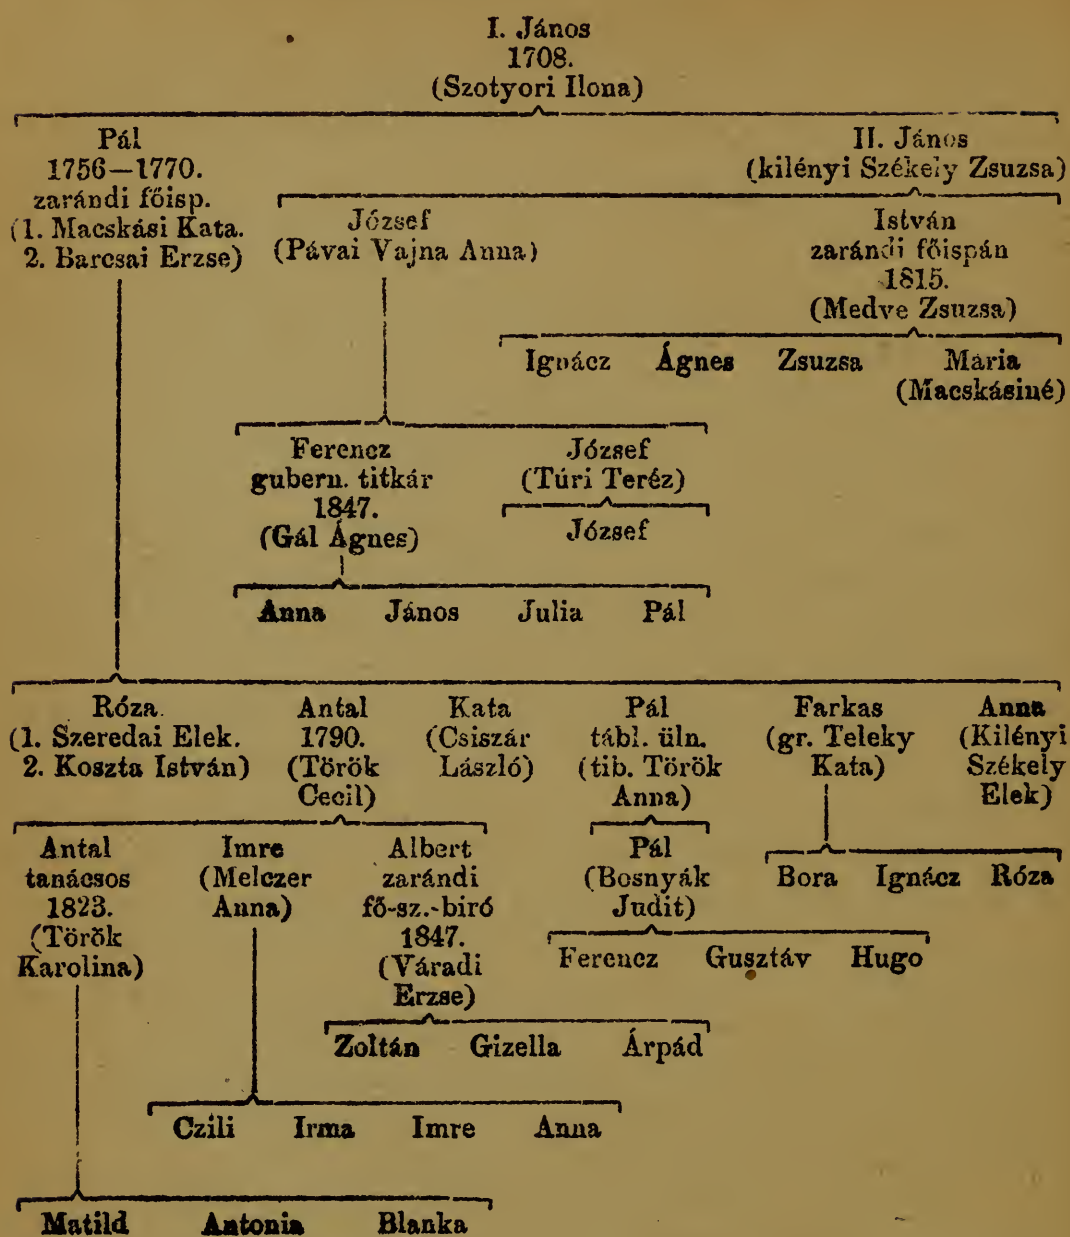 I. János
1708.
(Szotyori Ilona)
Pál
1756—1770.
zarándi főisp.
(1. Macskási Kata.
2. Barcsai Erzse)
II. János
(kilényi Székely Zsuzsa)
József
(Pávai Vajna Anna)
István
zarándi főispán
1815.
(Medve Zsuzsa)
Ignácz Ágnes Zsuzsa Mária
(Macskásiné)
Ferencz
gubern. titkár
1847.
(Gál Ágnes)
József
(Túri Teréz)
József
Anna János Julia Pál
Róza.
(1. Szeredai Elek.
2. Koszta István)
Antal
1790.
(Török
Cecil)
Kata
(Csiszár
László)
Pál
tábl. üln.
(tib. Török
Anna)
Farkas
(gr. Teleky
Kata)
Anna
(Kilényi
Székely
Elek)
Antal
tanácsos
1823.
(Török
Karolina)
Imre
(Melczer
Anna)
Albert
zarándi
fő-sz.-biró
1847.
(Váradi
Erzse)
Pál
(Bosnyák
Judit)
Bora Ignácz Róza
Ferencz Gusztáv Hugo
Zoltán Gizella Árpád
Czili Irma Imre Anna
Matild Antonia Blanka